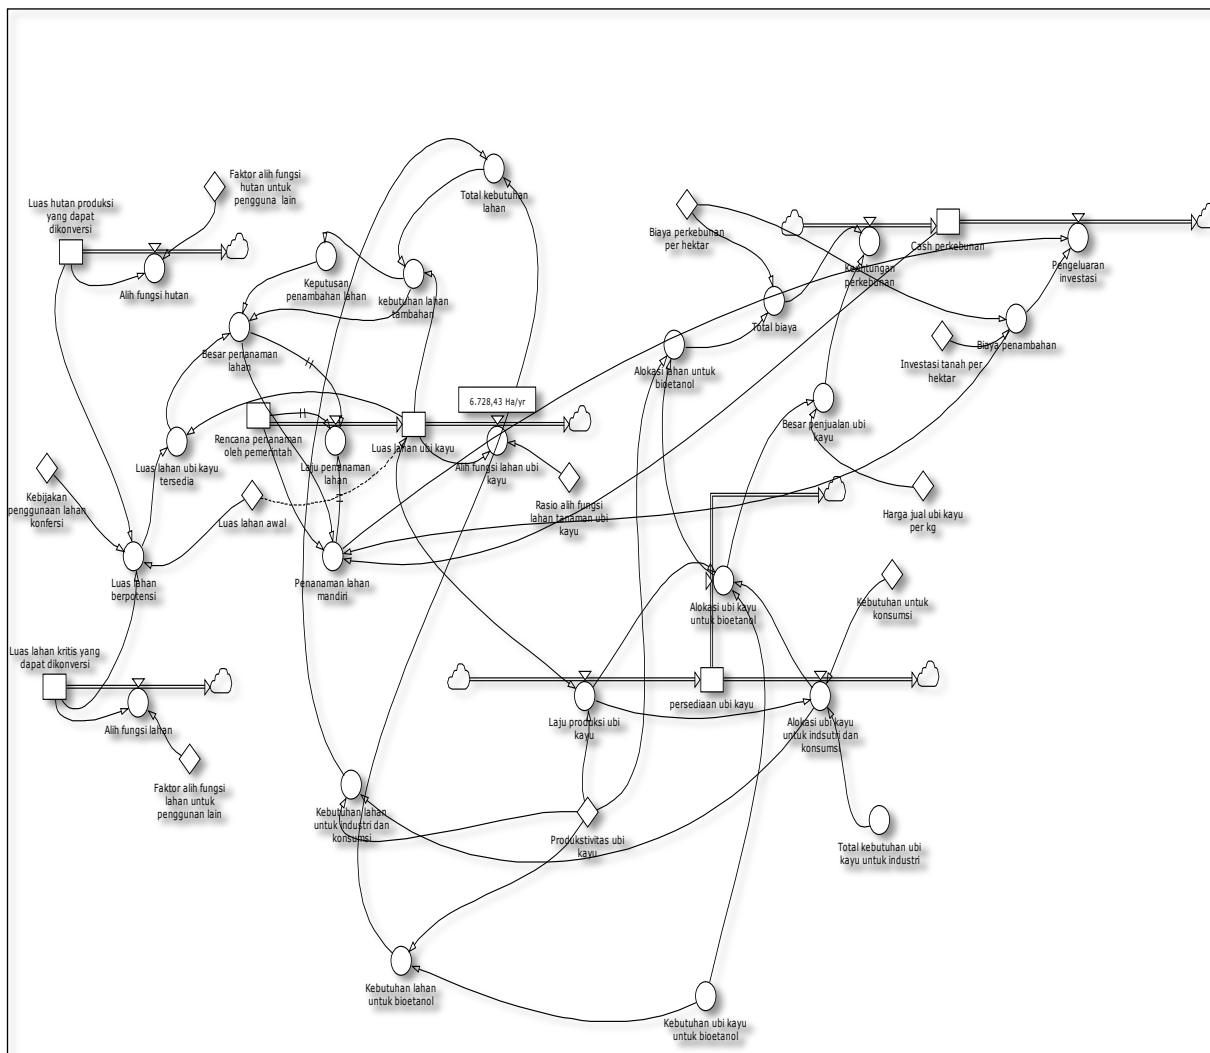 Faktor alih fungsi
hutan untuk
pengguna lain
Luas hutan produksi
yang dapat
dikonversi
Alih fungsi hutan
Total kebutuhan
lahan
Keputusan
penambahan lahan
kebutuhan lahan
tambahan
Besar penanaman
lahan
Biaya perkebunan
per hektar
Keuntungan
perkebunan
Cash perkebunan
Pengeluaran
investasi
Total biaya
Biaya penambahan
Investasi tanah per
hektar
Alokasi lahan untuk
bioetanol
6.728,43 Ha/yr
Rencana penanaman
oleh pemerntah
Laju penanaman
lahan
Luas lahan ubi kayu
Alih fungsi lahan ubi
kayu
Besar penjualan ubi
kayu
Luas lahan ubi kayu
tersedia
Kebijakan
penggunaan lahan
konfersi
Luas lahan awal
Rasio alih fungsi
lahan tanaman ubi
kayu
Harga jual ubi kayu
per kg
Luas lahan
berpotensi
Penanaman lahan
mandiri
Alokasi ubi kayu
untuk bioetanol
Kebutuhan untuk
konsumsi
Luas lahan kritis yang
dapat dikonversi
Alih fungsi lahan
Laju produksi ubi
kayu
persediaan ubi kayu
Alokasi ubi kayu
untuk indsutri dan
konsumsi
Faktor alih fungsi
lahan untuk
penggunan lain
Kebutuhan lahan
untuk industri dan
konsumsi
Produkstivitas ubi
kayu
Total kebutuhan ubi
kayu untuk industri
Kebutuhan lahan
untuk bioetanol
Kebutuhan ubi kayu
untuk bioetanol